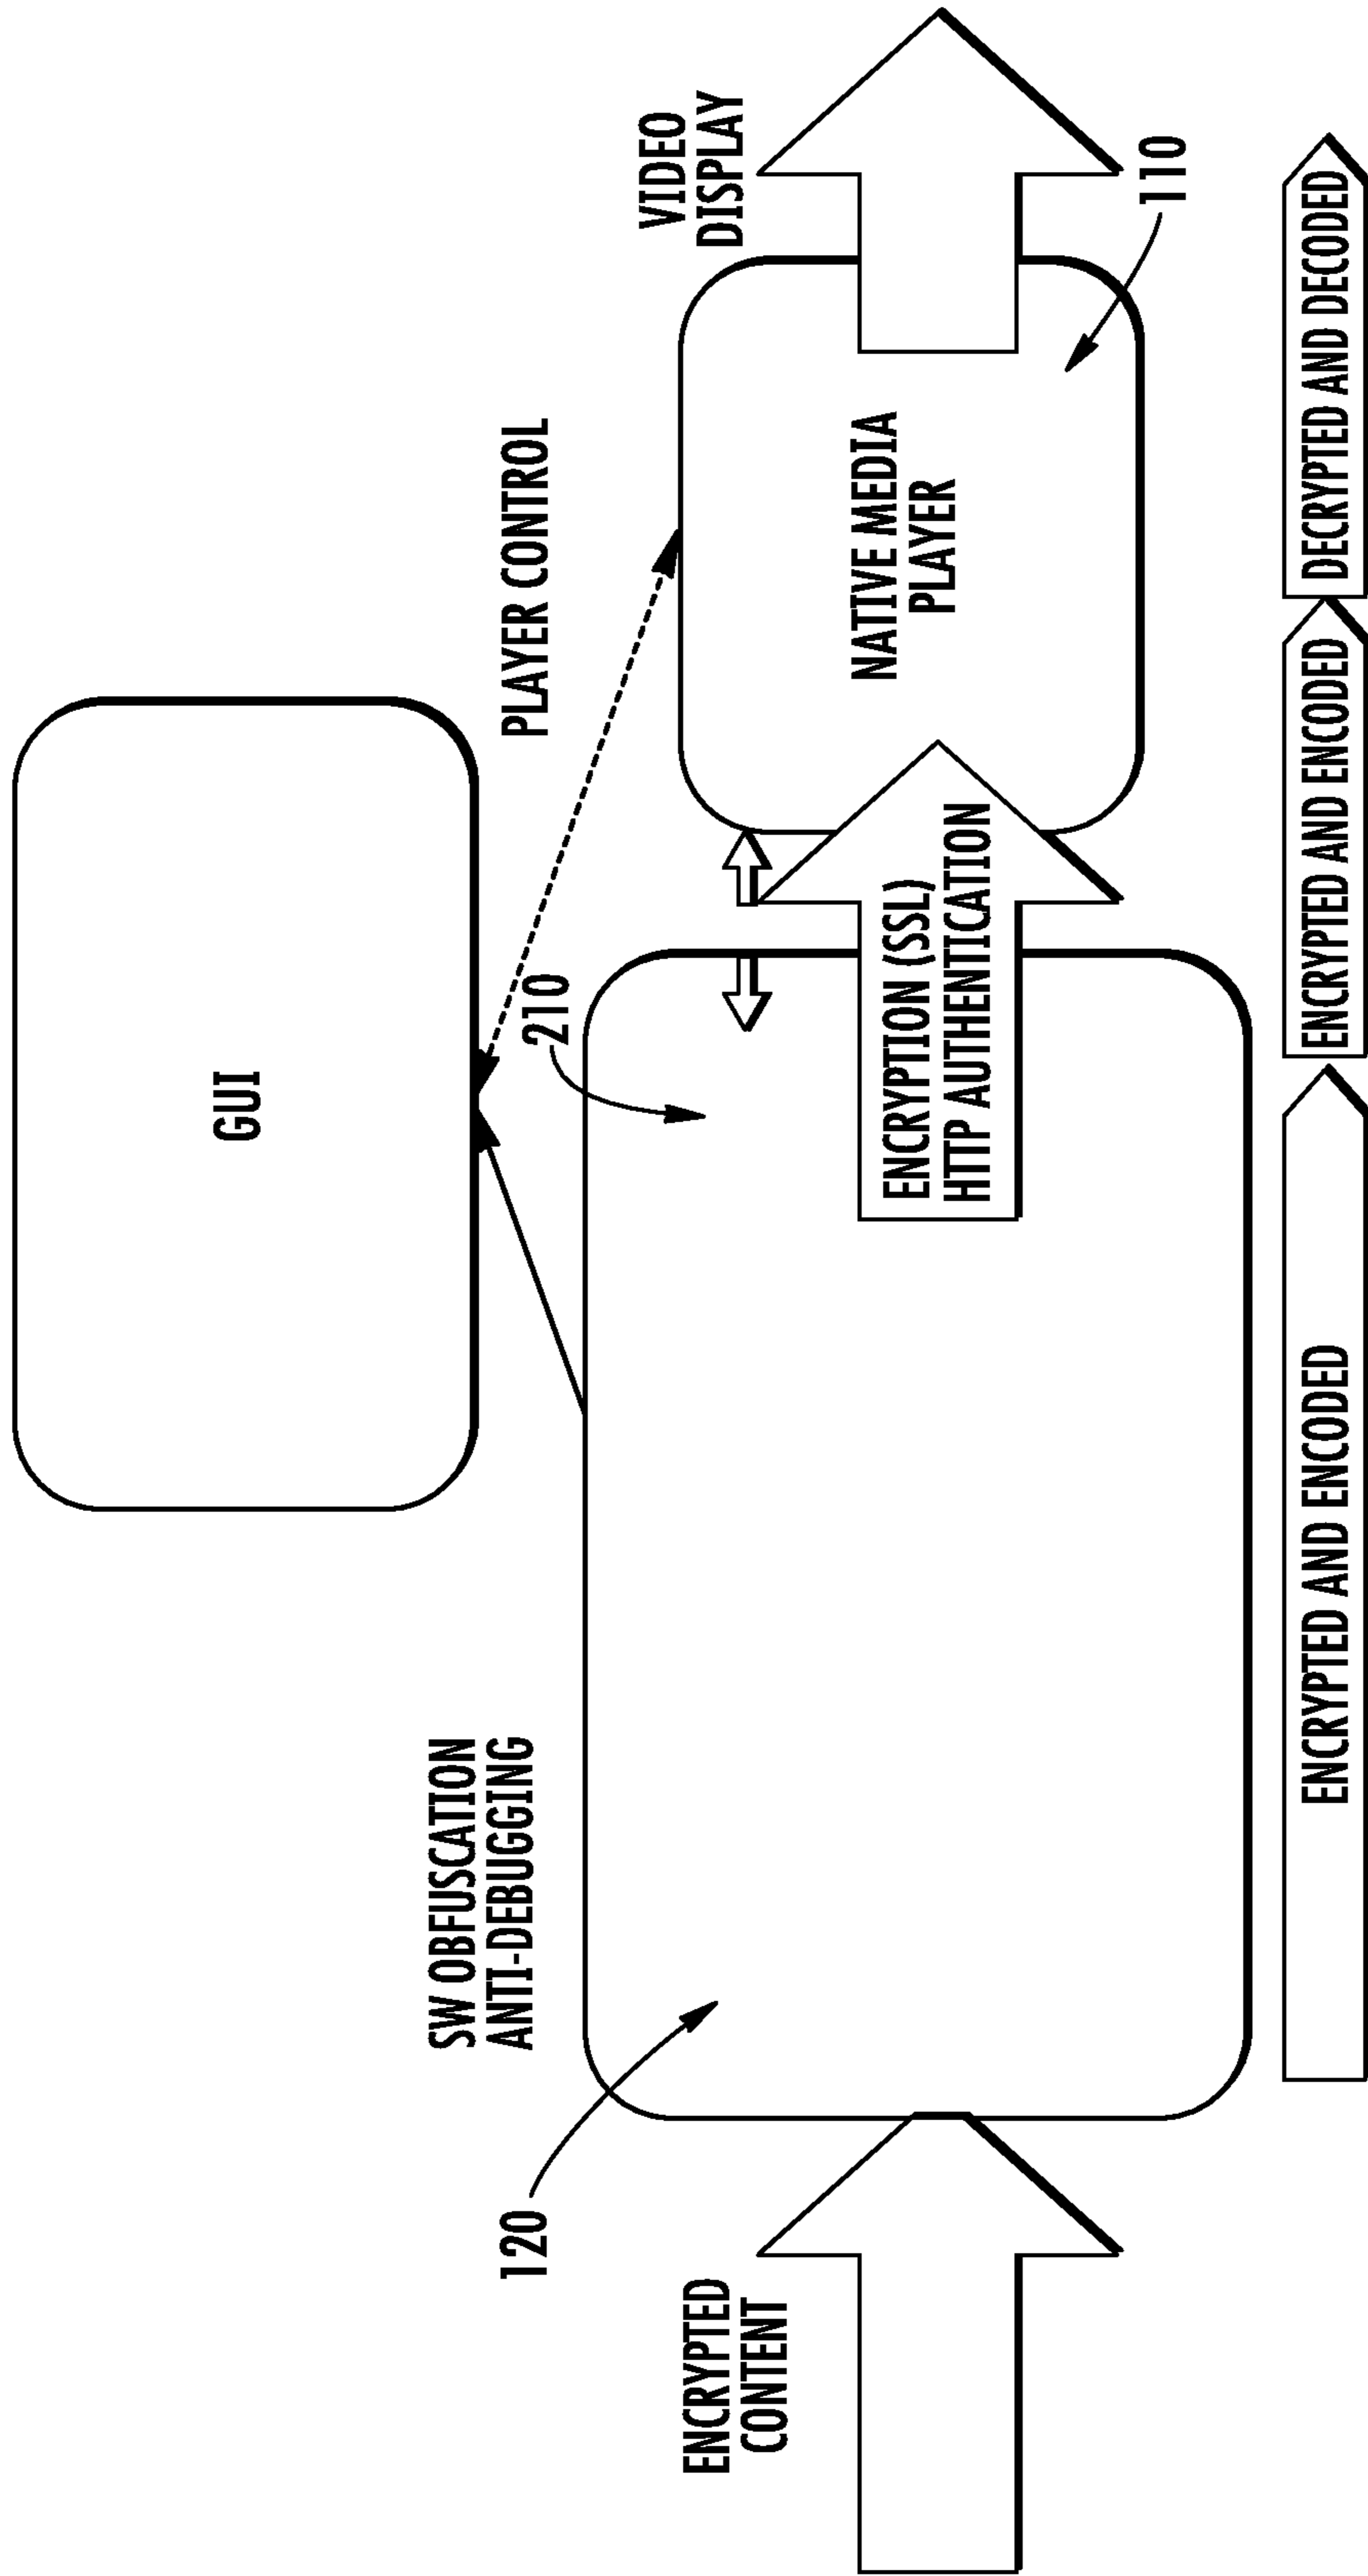 GUI
PLAYER CONTROL
VIDEO
DISPLAY
SW OBFUSCATION
ANTI-DEBUGGING
120
210
ENCRYPTED
CONTENT
ENCRYPTION (SSL)
HTTP AUTHENTICATION
NATIVE MEDIA
PLAYER
110
ENCRYPTED AND ENCODED
ENCRYPTED AND ENCODED
DECRYPTED AND DECODED